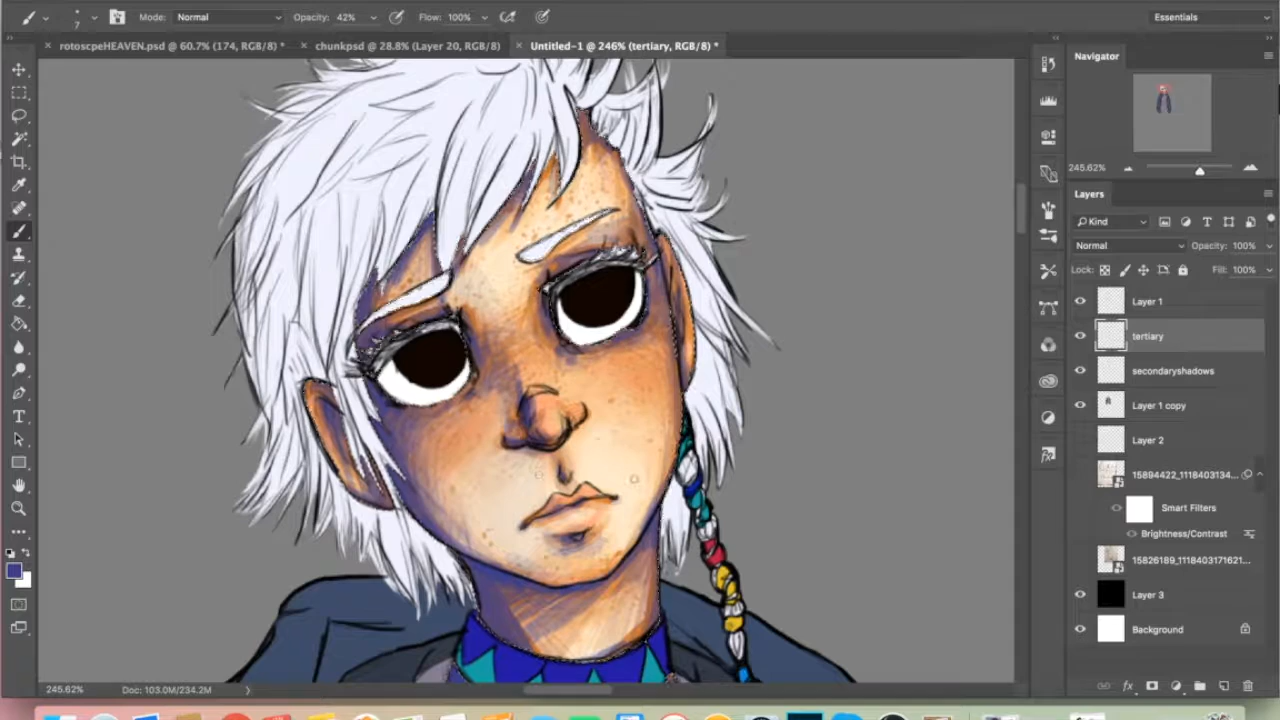 7 Mode: Normal Opacity: 42% Flow: 100% Essentials
× rotoscpeHEAVEN.psd @ 60.7% (174, RGB/8) * × chunkpsd @ 28.8% (Layer 20, RGB/8) × Untitled-1 @ 246% (tertiary, RGB/8) *
Navigator
245.62%
Layers
Kind
Normal Opacity: 100%
Lock: Fill: 100%
Layer 1
tertiary
secondaryshadows
Layer 1 copy
Layer 2
15894422_1118403134...
Smart Filters
Brightness/Contrast
15826189_1118403171621...
Layer 3
Background
245.62% Doc: 103.0M/234.2M